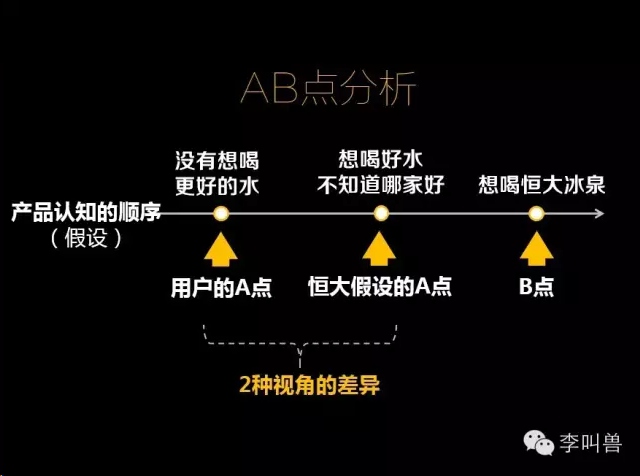 AB点分析
没有想喝
更好的水
想喝好水
不知道哪家好
想喝恒大冰泉
产品认知的顺序
（假设）
用户的A点
恒大假设的A点
B点
2种视角的差异
李叫兽